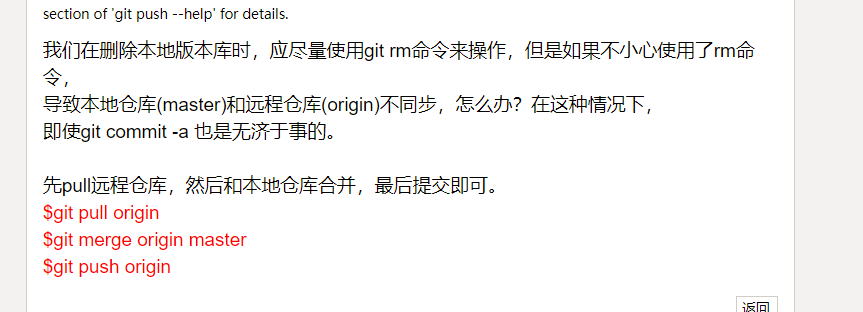 section of 'git push --help' for details.
我们在删除本地版本库时，应尽量使用git rm命令来操作，但是如果不小心使用了rm命
令，
导致本地仓库(master)和远程仓库(origin)不同步，怎么办？在这种情况下，
即使git commit -a 也是无济于事的。
先pull远程仓库，然后和本地仓库合并，最后提交即可。
$git pull origin
$git merge origin master
$git push origin
返回